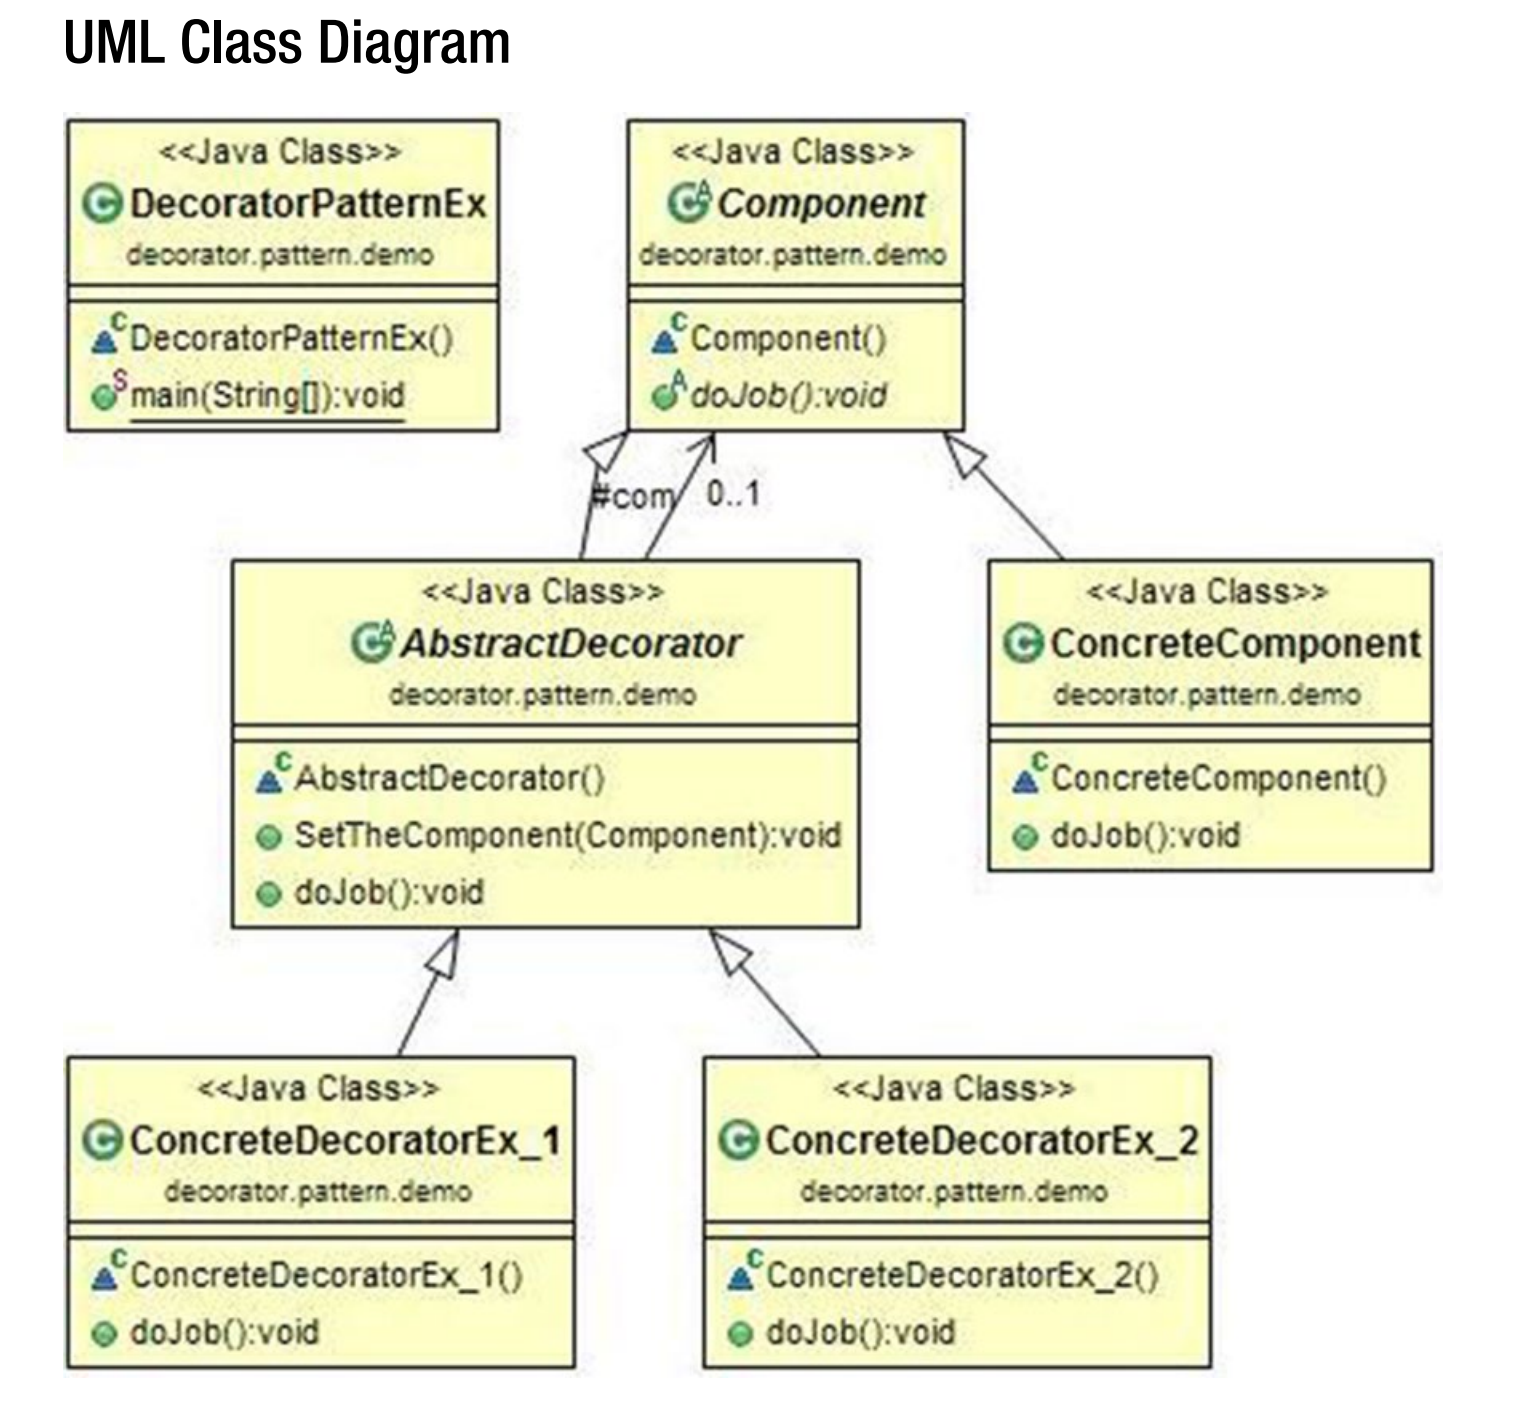 UML Class Diagram
<<Java Class>>
DecoratorPatternEx
decorator.pattern.demo
DecoratorPatternEx()
main(String[]):void
<<Java Class>>
Component
decorator.pattern.demo
Component()
doJob():void
#com
0..1
<<Java Class>>
AbstractDecorator
decorator.pattern.demo
AbstractDecorator()
SetTheComponent(Component):void
doJob():void
<<Java Class>>
ConcreteComponent
decorator.pattern.demo
ConcreteComponent()
doJob():void
<<Java Class>>
ConcreteDecoratorEx_1
decorator.pattern.demo
ConcreteDecoratorEx_1()
doJob():void
<<Java Class>>
ConcreteDecoratorEx_2
decorator.pattern.demo
ConcreteDecoratorEx_2()
doJob():void